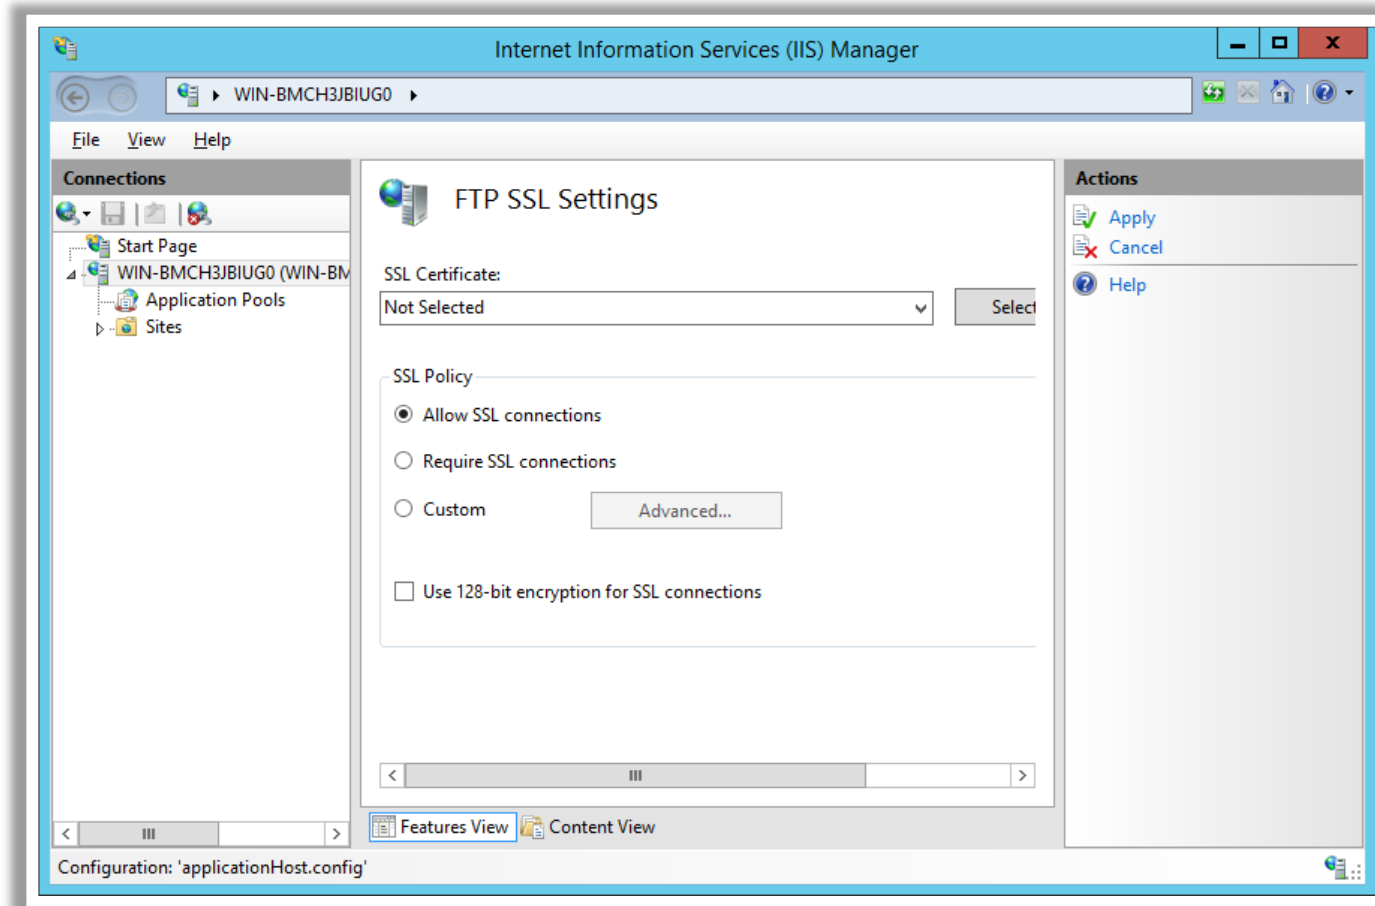 Internet Information Services (IIS) Manager
WIN-BMCH3JBIUG0
File View Help
Connections
Start Page
WIN-BMCH3JBIUG0 (WIN-BM
Application Pools
Sites
FTP SSL Settings
SSL Certificate:
Not Selected
Select
SSL Policy
Allow SSL connections
Require SSL connections
Custom
Advanced...
Use 128-bit encryption for SSL connections
Features View
Content View
Actions
Apply
Cancel
Help
Configuration: 'applicationHost.config'